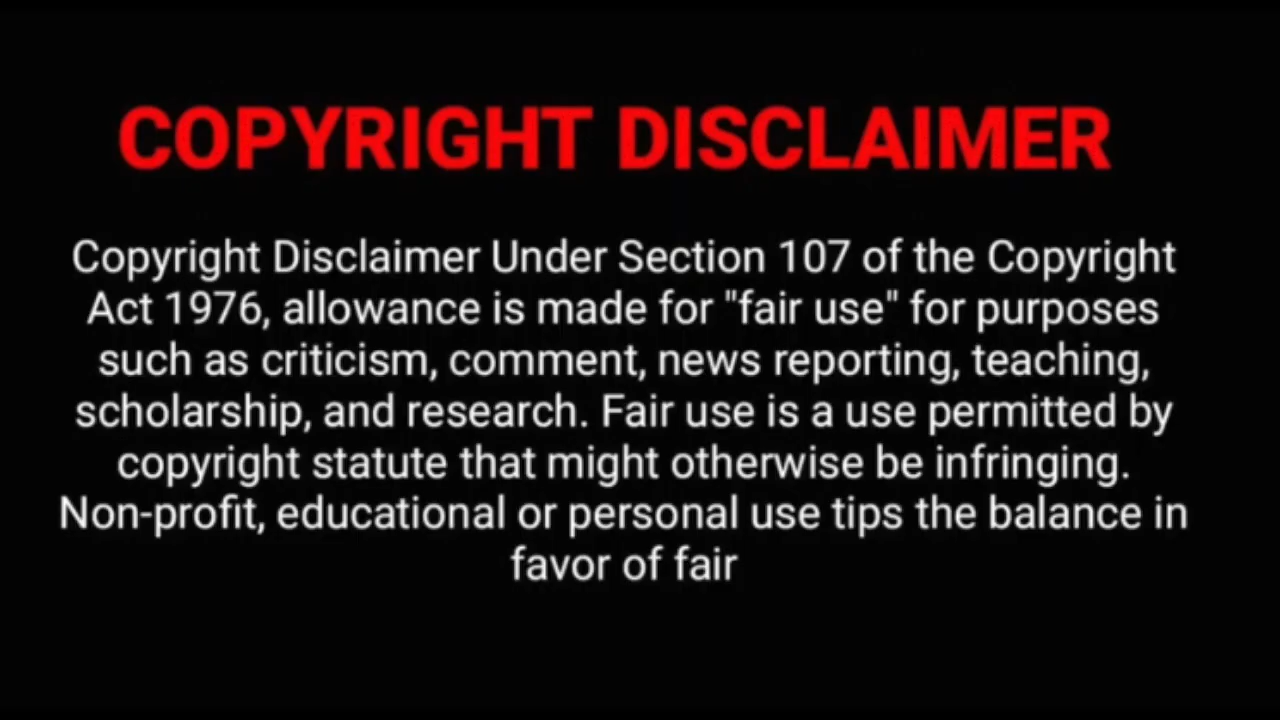 COPYRIGHT DISCLAIMER
Copyright Disclaimer Under Section 107 of the Copyright
Act 1976, allowance is made for "fair use" for purposes
such as criticism, comment, news reporting, teaching,
scholarship, and research. Fair use is a use permitted by
copyright statute that might otherwise be infringing.
Non-profit, educational or personal use tips the balance in
favor of fair